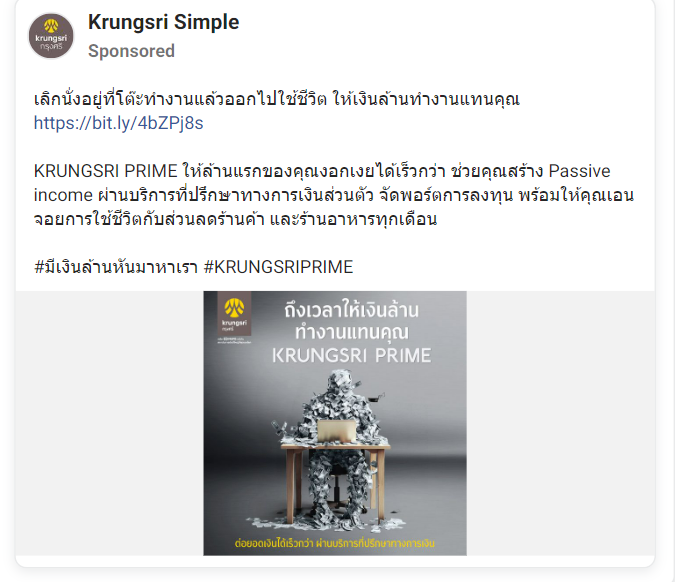 Krungsri Simple
Sponsored
เลิกนั่งอยู่ที่โต๊ะทำงานแล้วออกไปใช้ชีวิต ให้เงินล้านทำงานแทนคุณ
https://bit.ly/4bZPj8s
KRUNGSRI PRIME ให้ล้านแรกของคุณงอกเงยได้เร็วกว่า ช่วยคุณสร้าง Passive
income ผ่านบริการที่ปรึกษาทางการเงินส่วนตัว จัดพอร์ตการลงทุน พร้อมให้คุณเอน
จอยการใช้ชีวิตกับส่วนลดร้านค้า และร้านอาหารทุกเดือน
#มีเงินล้านหันมาหาเรา #KRUNGSRIPRIME
krungsri
กรุงศรี
ถึงเวลาให้เงินล้าน
ทำงานแทนคุณ
KRUNGSRI PRIME
krungsri
กรุงศรี
ต่อยอดเงินได้เร็วกว่า ผ่านบริการที่ปรึกษาทางการเงิน